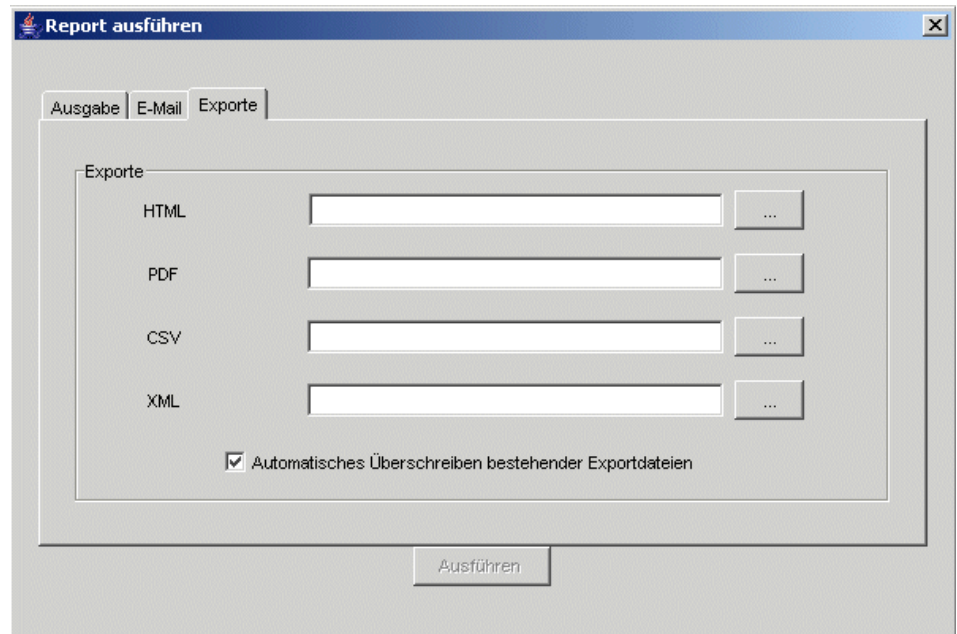 Report ausführen
Ausgabe E-Mail Exporte
Exporte
HTML ...
PDF ...
CSV ...
XML ...
Automatisches Überschreiben bestehender Exportdateien
Ausführen